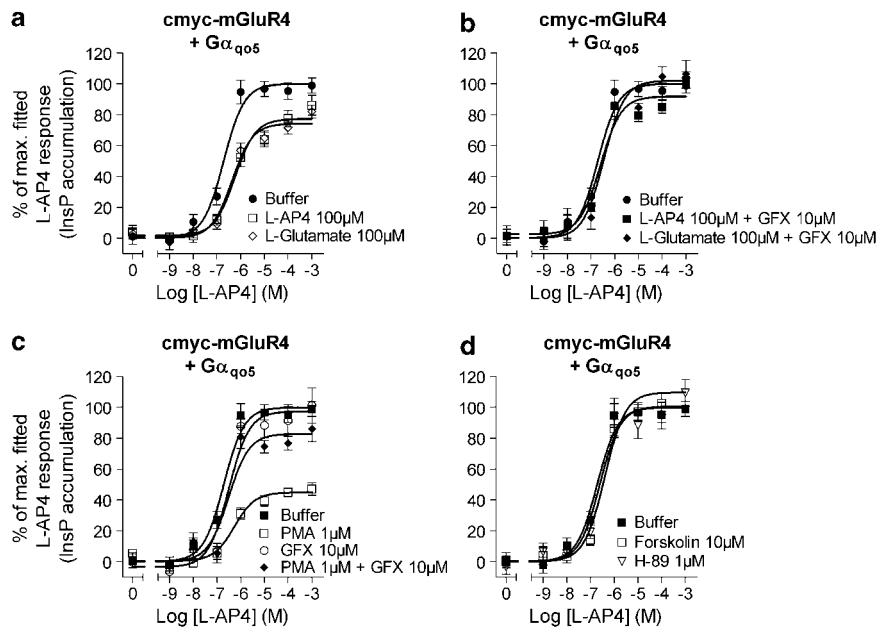 a
cmyc-mGluR4
+ Gαqo5
% of max. fitted
L-AP4 response
(InsP accumulation)
120
100
80
60
40
20
0
Buffer
L-AP4 100µM
L-Glutamate 100µM
0 -9 -8 -7 -6 -5 -4 -3
Log [L-AP4] (M)
b
cmyc-mGluR4
+ Gαqo5
120
100
80
60
40
20
0
Buffer
L-AP4 100µM + GFX 10µM
L-Glutamate 100µM + GFX 10µM
0 -9 -8 -7 -6 -5 -4 -3
Log [L-AP4] (M)
c
cmyc-mGluR4
+ Gαqo5
% of max. fitted
L-AP4 response
(InsP accumulation)
120
100
80
60
40
20
0
Buffer
PMA 1µM
GFX 10µM
PMA 1µM + GFX 10µM
0 -9 -8 -7 -6 -5 -4 -3
Log [L-AP4] (M)
d
cmyc-mGluR4
+ Gαqo5
120
100
80
60
40
20
0
Buffer
Forskolin 10µM
H-89 1µM
0 -9 -8 -7 -6 -5 -4 -3
Log [L-AP4] (M)